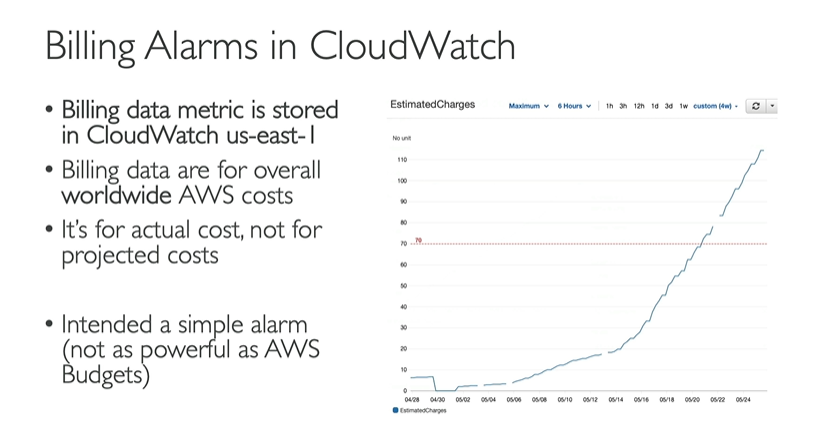 Billing Alarms in CloudWatch
• Billing data metric is stored
in CloudWatch us-east-1
• Billing data are for overall
worldwide AWS costs
• It's for actual cost, not for
projected costs
• Intended a simple alarm
(not as powerful as AWS
Budgets)
EstimatedCharges
Maximum 6 Hours 1h 3h 12h 1d 3d 1w custom (4w)
No unit
110
100
90
80
70 70
60
50
40
30
20
10
0
04/28 04/30 05/02 05/04 05/06 05/08 05/10 05/12 05/14 05/16 05/18 05/20 05/22 05/24
EstimatedCharges